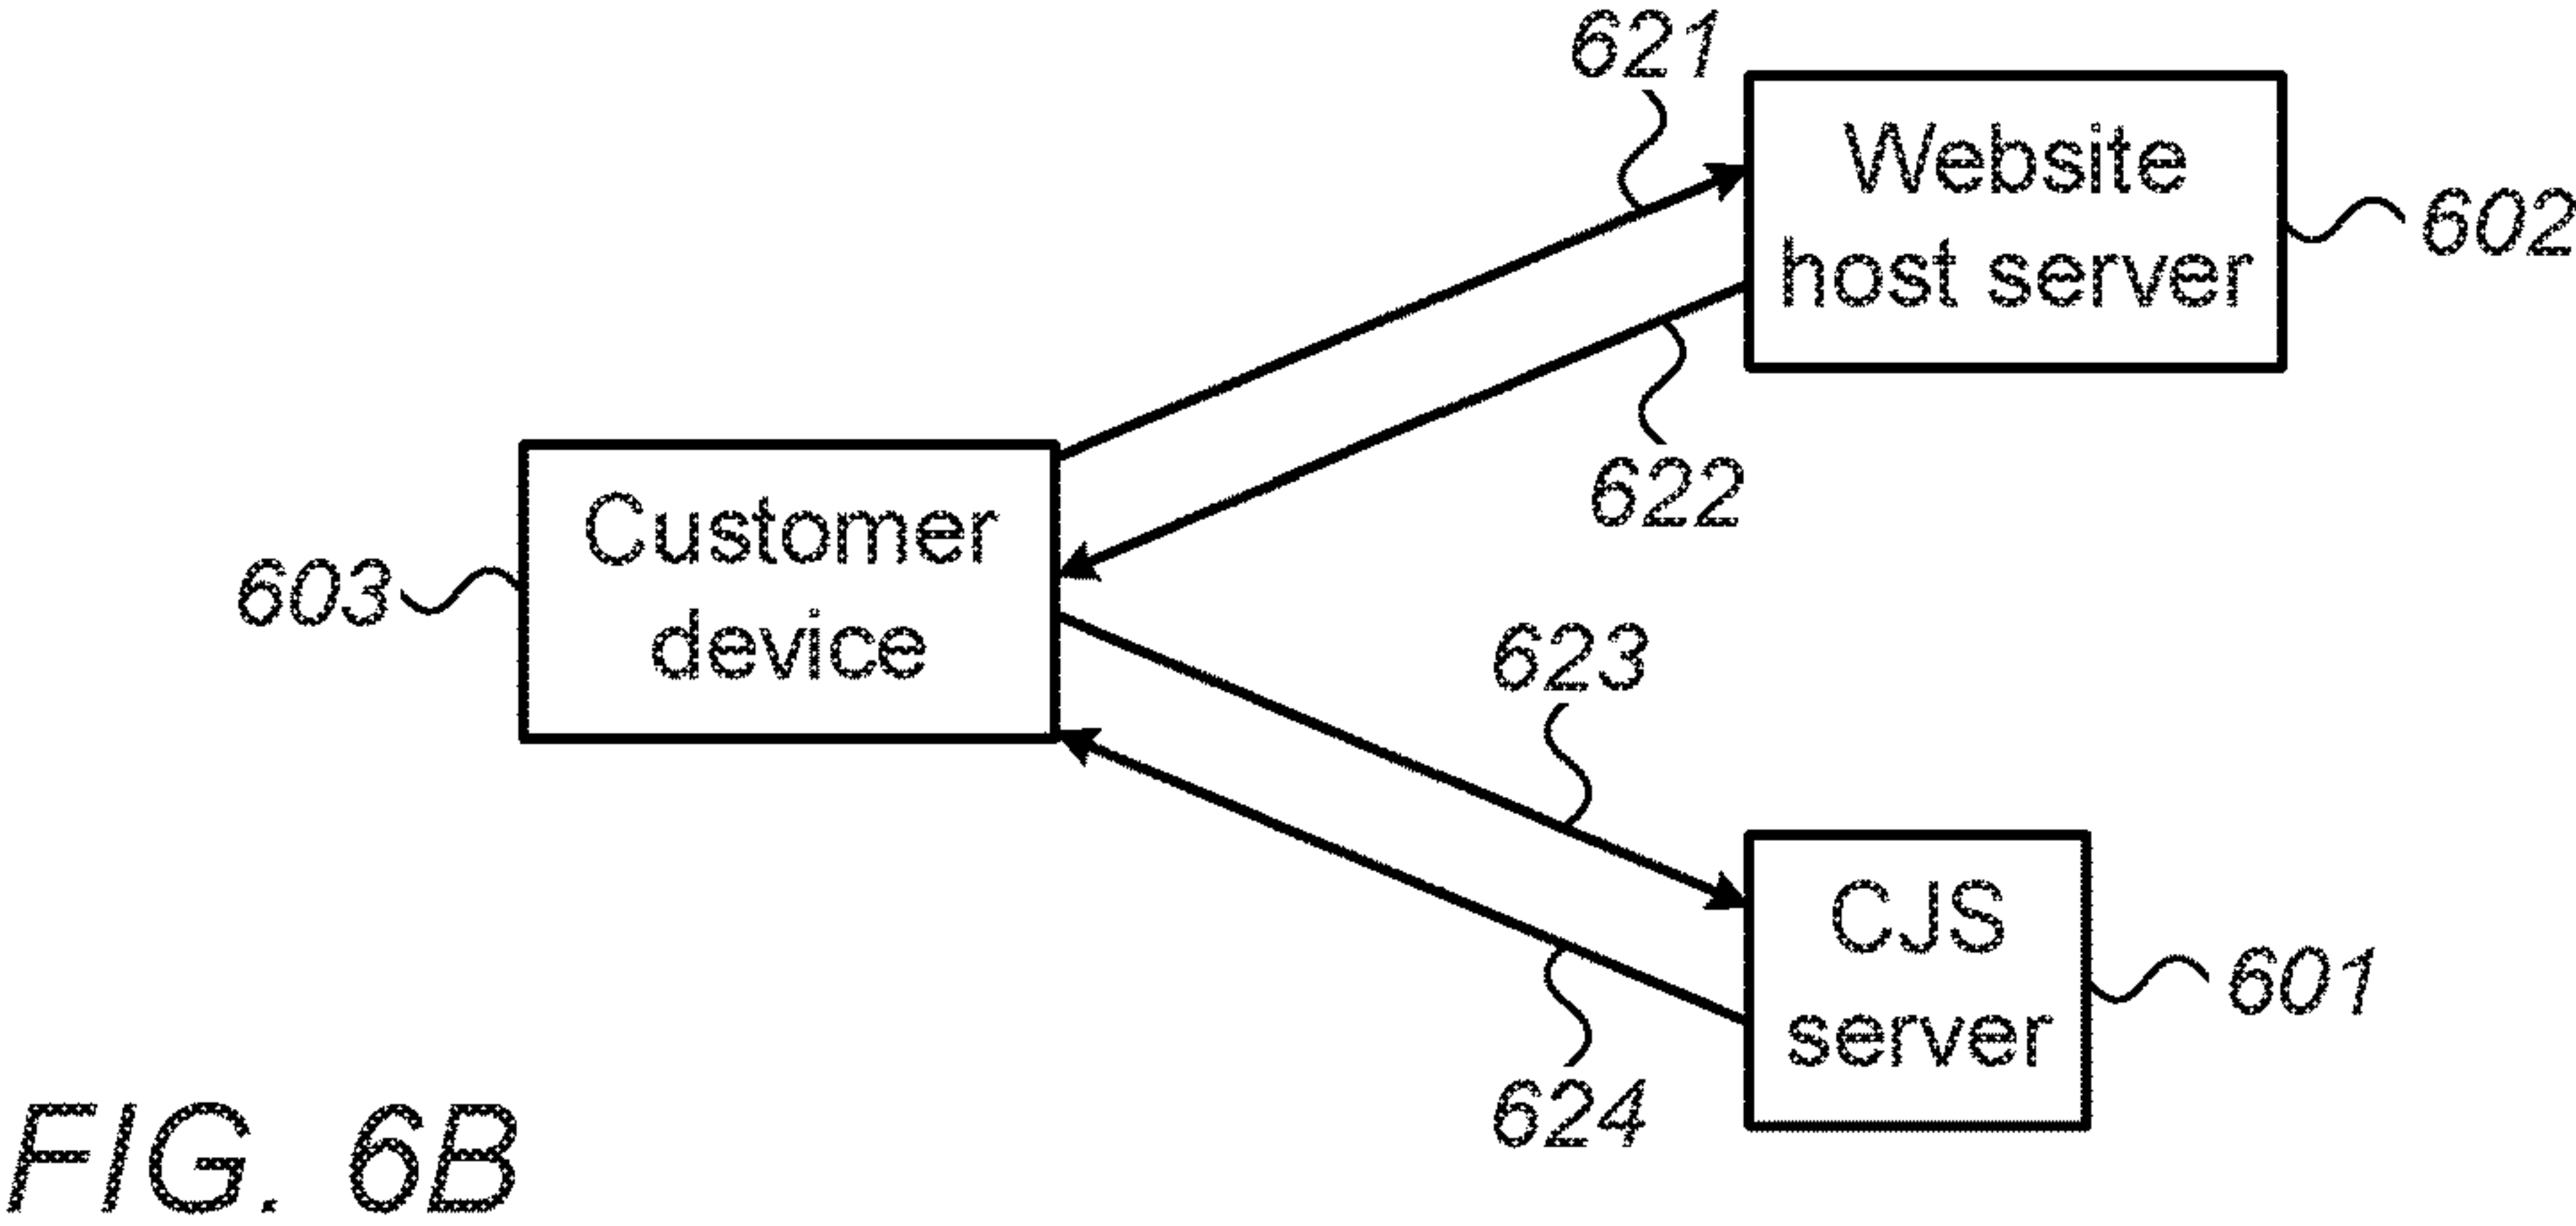 621
Website
host server
602
622
Customer
device
603
623
CJS
server
601
624
FIG. 6B